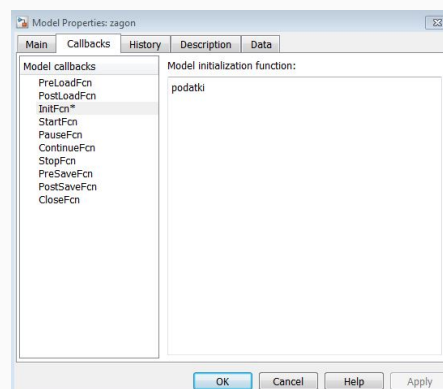 Model Properties: zagon
Main Callbacks History Description Data
Model callbacks
PreLoadFcn
PostLoadFcn
InitFcn*
StartFcn
PauseFcn
ContinueFcn
StopFcn
PreSaveFcn
PostSaveFcn
CloseFcn
Model initialization function:
podatki
OK Cancel Help Apply